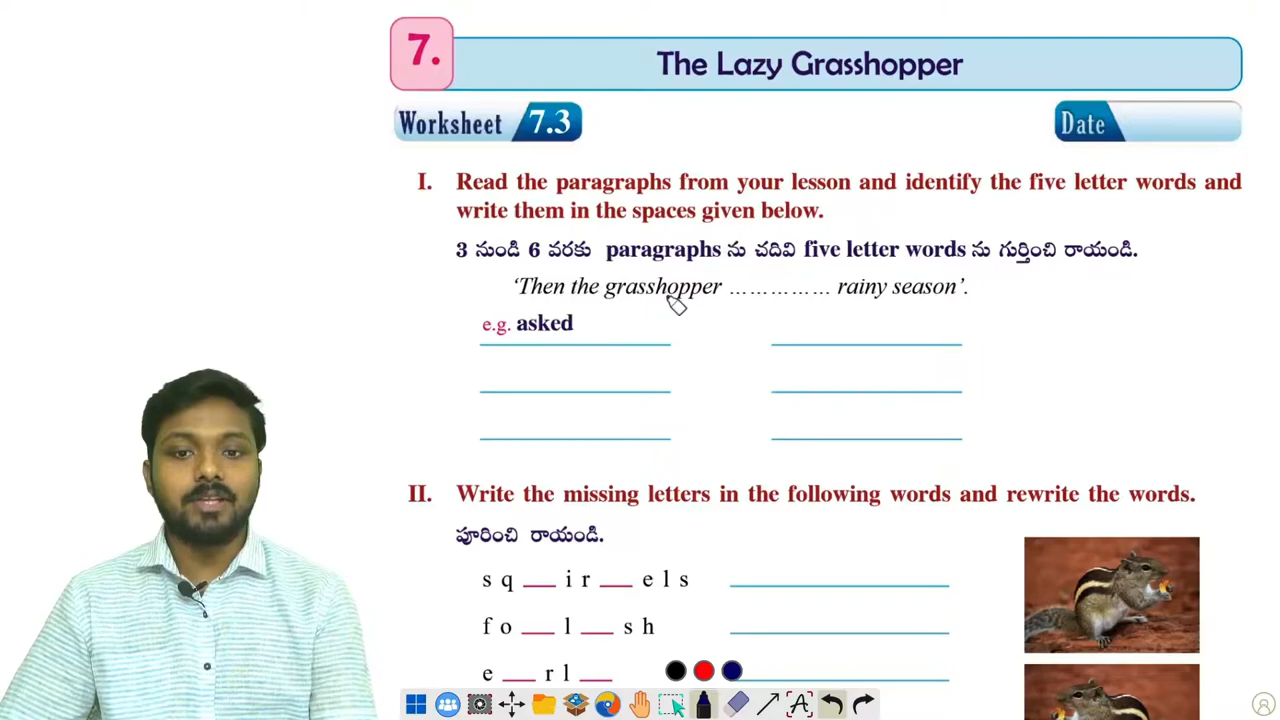 7.
The Lazy Grasshopper
Worksheet 7.3
Date
I. Read the paragraphs from your lesson and identify the five letter words and
write them in the spaces given below.
3 నుండి 6 వరకు paragraphs ను చదివి five letter words ను గుర్తించి రాయండి.
‘Then the grasshopper …………… rainy season’.
e.g. asked
II. Write the missing letters in the following words and rewrite the words.
పూరించి రాయండి.
s q __ i r __ e l s
f o __ l __ s h
e __ r l __